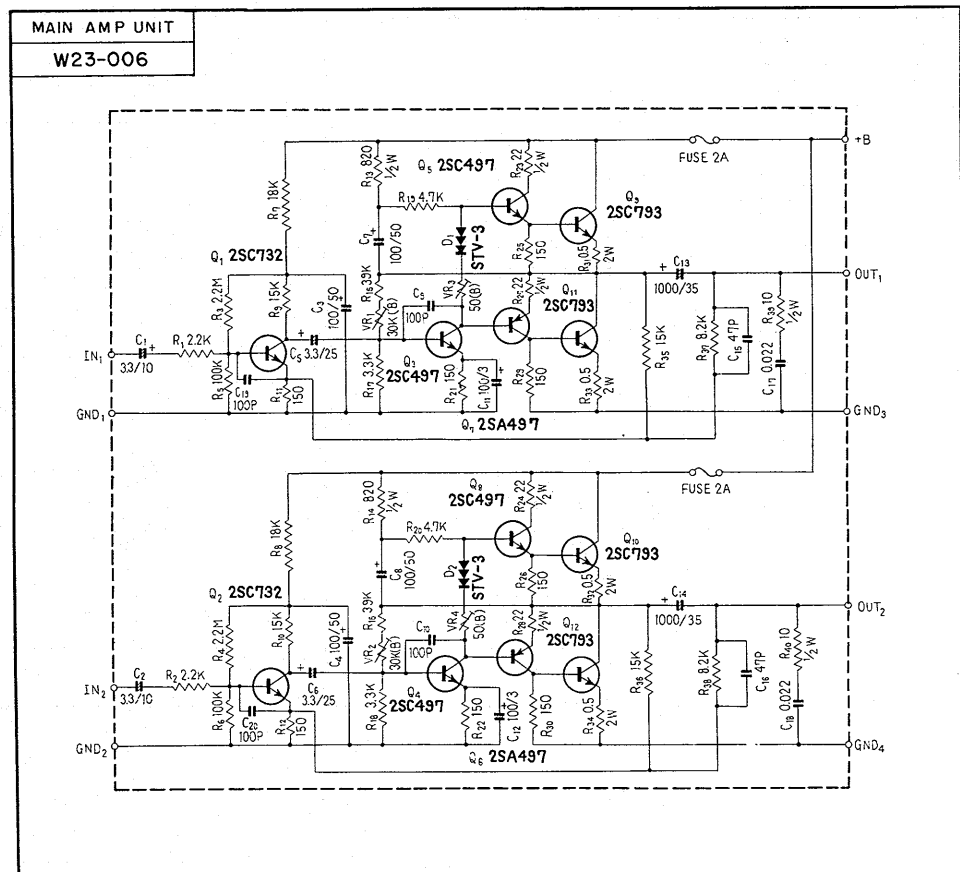 MAIN AMP UNIT
W23-006
+B
FUSE 2A
R13 820
1/2W
Q5 2SC497
R23 22
1/2W
R7 18K
R19 4.7K
Q9
2SC793
C7
100/50
D1
STV-3
R25
150
R31 0.5
2W
Q1 2SC732
C13
1000/35
OUT1
R3 2.2M
R9 15K
C3
100/50
R15 39K
VR1
30K(B)
C9
100P
VR3
50(B)
1/2W
Q11
2SC793
R39 10
1/2W
IN1
C1
3.3/10
R1 2.2K
C5 3.3/25
R35 15K
R37 8.2K
C15 47P
R5 100K
C19
100P
R11
150
R17 3.3K
Q3
2SC497
R21 150
C11 100/3
R29
150
R33 0.5
2W
C17 0.022
GND1
Q7 2SA497
GND3
FUSE 2A
R14 820
1/2W
Q8
2SC497
R24 22
1/2W
R8 18K
R20 4.7K
Q10
2SC793
C8
100/50
D2
STV-3
R26
150
R32 0.5
2W
Q2 2SC732
C14
1000/35
OUT2
R4 2.2M
R10 15K
C4 100/50
R16 39K
VR2
30K(B)
C10
100P
VR4
50(B)
R28 22
1/2W
Q12
2SC793
R40 10
1/2W
IN2
C2
3.3/10
R2 2.2K
C6
3.3/25
R36 15K
R38 8.2K
C16 47P
R6 100K
C20
100P
R12
150
R18 3.3K
Q4
2SC497
R22 150
C12 100/3
R30 150
R34 0.5
2W
C18 0.022
GND2
Q6 2SA497
GND4